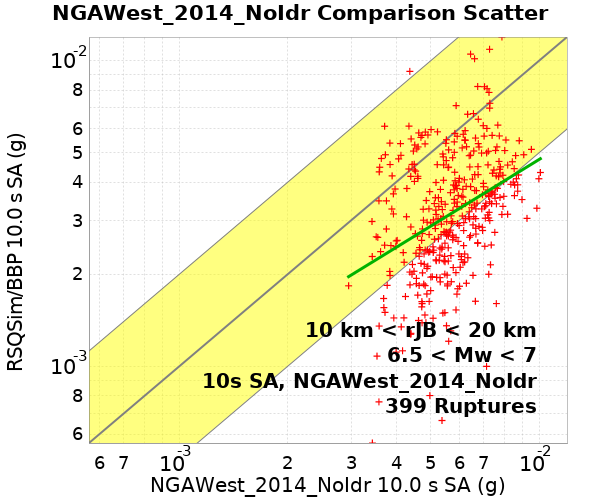 NGAWest_2014_NoIdr Comparison Scatter
RSQSim/BBP 10.0 s SA (g)
10⁻²
8
6
5
4
3
2
10⁻³
8
6
10 km < rJB < 20 km
6.5 < Mw < 7
10s SA, NGAWest_2014_NoIdr
399 Ruptures
6 7 10⁻³ 2 3 4 5 6 7 10⁻²
NGAWest_2014_NoIdr 10.0 s SA (g)